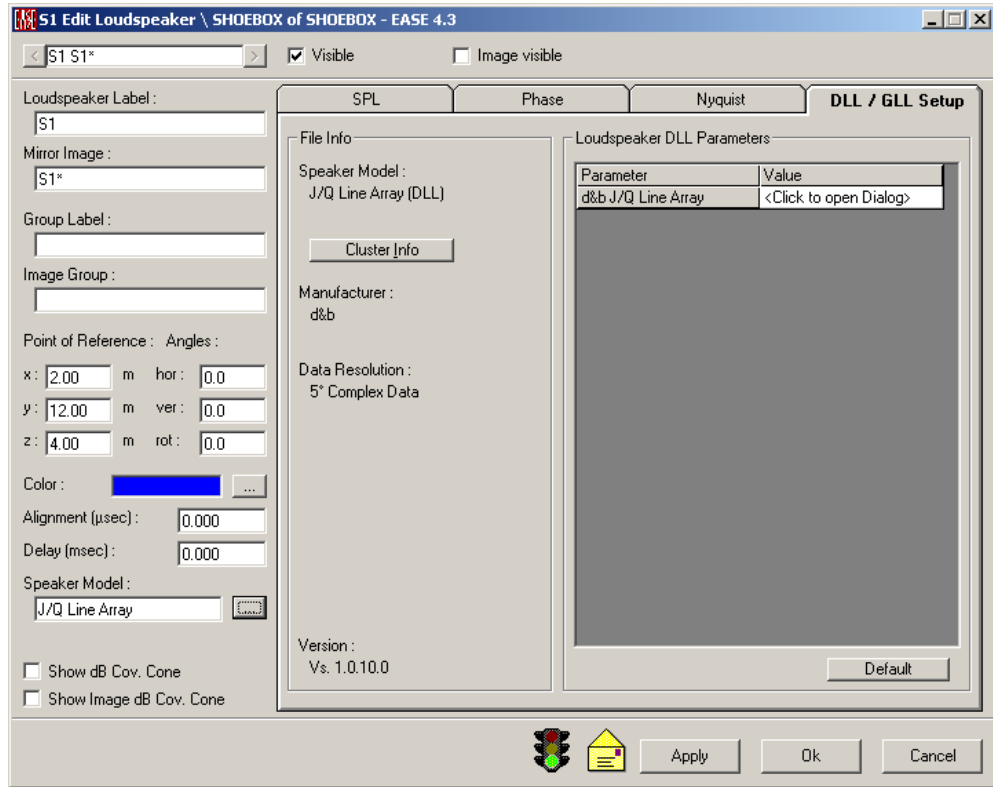 S1 Edit Loudspeaker \ SHOEBOX of SHOEBOX - EASE 4.3
< S1 S1* >
Visible
Image visible
Loudspeaker Label :
S1
Mirror Image :
S1*
Group Label :
Image Group :
Point of Reference : Angles :
x : 2.00 m hor : 0.0
y : 12.00 m ver : 0.0
z : 4.00 m rot : 0.0
Color : ...
Alignment (µsec) : 0.000
Delay (msec) : 0.000
Speaker Model :
J/Q Line Array ...
Show dB Cov. Cone
Show Image dB Cov. Cone
SPL
Phase
Nyquist
DLL / GLL Setup
File Info
Speaker Model :
J/Q Line Array (DLL)
Cluster Info
Manufacturer :
d&b
Data Resolution :
5° Complex Data
Version :
Vs. 1.0.10.0
Loudspeaker DLL Parameters
Parameter Value
d&b J/Q Line Array <Click to open Dialog>
Default
Apply
Ok
Cancel